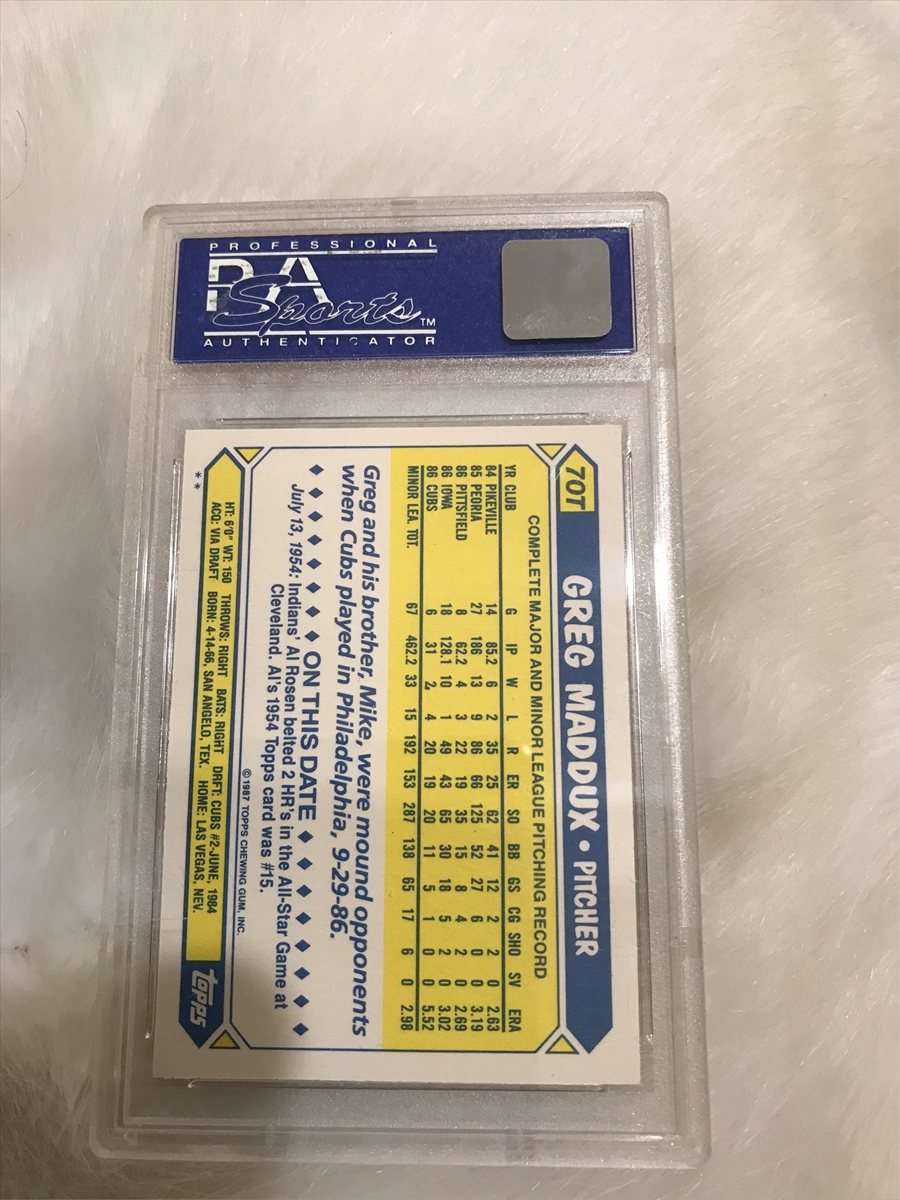 PROFESSIONAL
PA
Sports™
AUTHENTICATOR
70T GREG MADDUX • PITCHER
COMPLETE MAJOR AND MINOR LEAGUE PITCHING RECORD
YR CLUB G IP W L R ER SO BB GS CG SHO SV ERA
84 PIKEVILLE 14 85.2 6 2 35 25 62 41 12 2 2 0 2.63
85 PEORIA 27 186 13 9 86 66 125 52 27 6 0 0 3.19
86 PITTSFIELD 8 62.2 4 3 22 19 35 15 8 4 2 0 2.69
86 IOWA 18 128.1 10 1 49 43 65 30 18 5 2 0 3.02
86 CUBS 6 31 2 4 20 19 20 11 5 1 0 0 5.52
MINOR LEA. TOT. 67 462.2 33 15 192 153 287 138 65 17 6 0 2.98
Greg and his brother, Mike, were mound opponents
when Cubs played in Philadelphia, 9-29-86.
ON THIS DATE
July 13, 1954: Indians' Al Rosen belted 2 HR's in the All-Star Game at
Cleveland. Al's 1954 Topps card was #15.
©1987 TOPPS CHEWING GUM, INC.
HT: 6'0" WT: 150 THROWS: RIGHT BATS: RIGHT DRFT: CUBS #2-JUNE, 1984
ACQ: VIA DRAFT BORN: 4-14-66, SAN ANGELO, TEX. HOME: LAS VEGAS, NEV.
topps
**